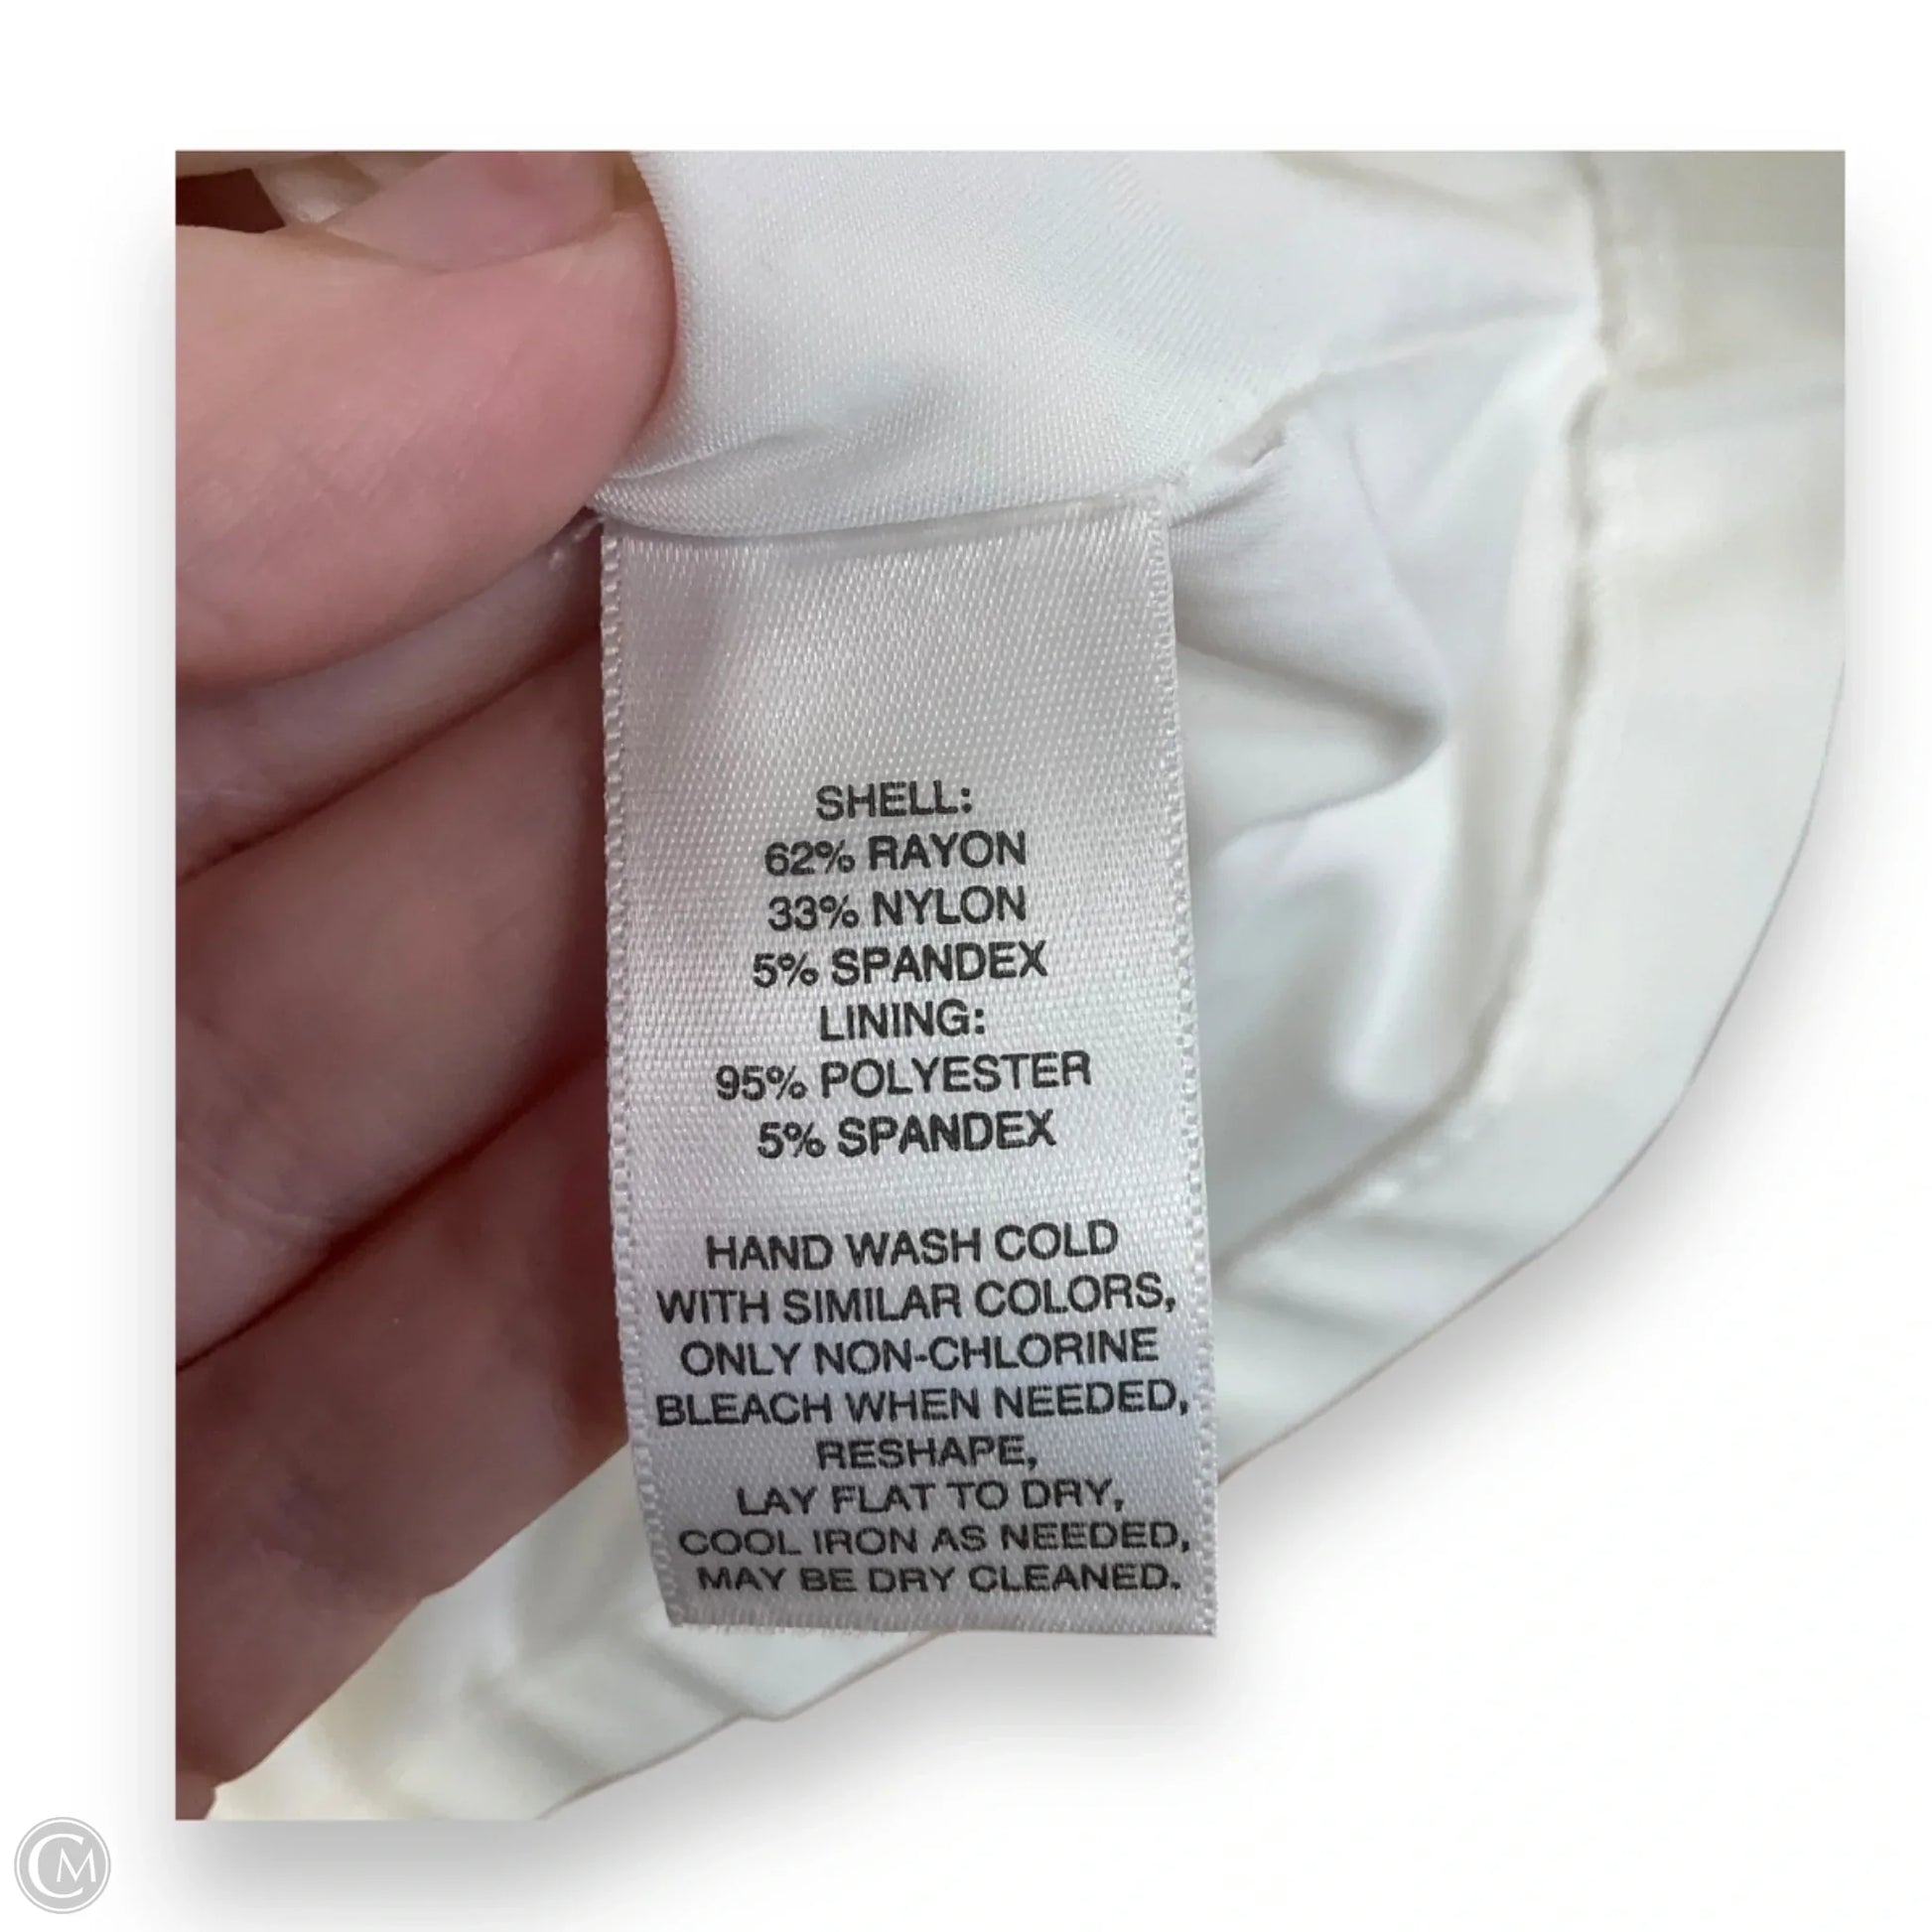 SHELL:
62% RAYON
33% NYLON
5% SPANDEX
LINING:
95% POLYESTER
5% SPANDEX
HAND WASH COLD
WITH SIMILAR COLORS,
ONLY NON-CHLORINE
BLEACH WHEN NEEDED,
RESHAPE,
LAY FLAT TO DRY,
COOL IRON AS NEEDED,
MAY BE DRY CLEANED.
CM